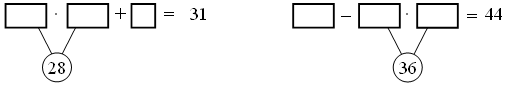 · + = 31
28
− · = 44
36